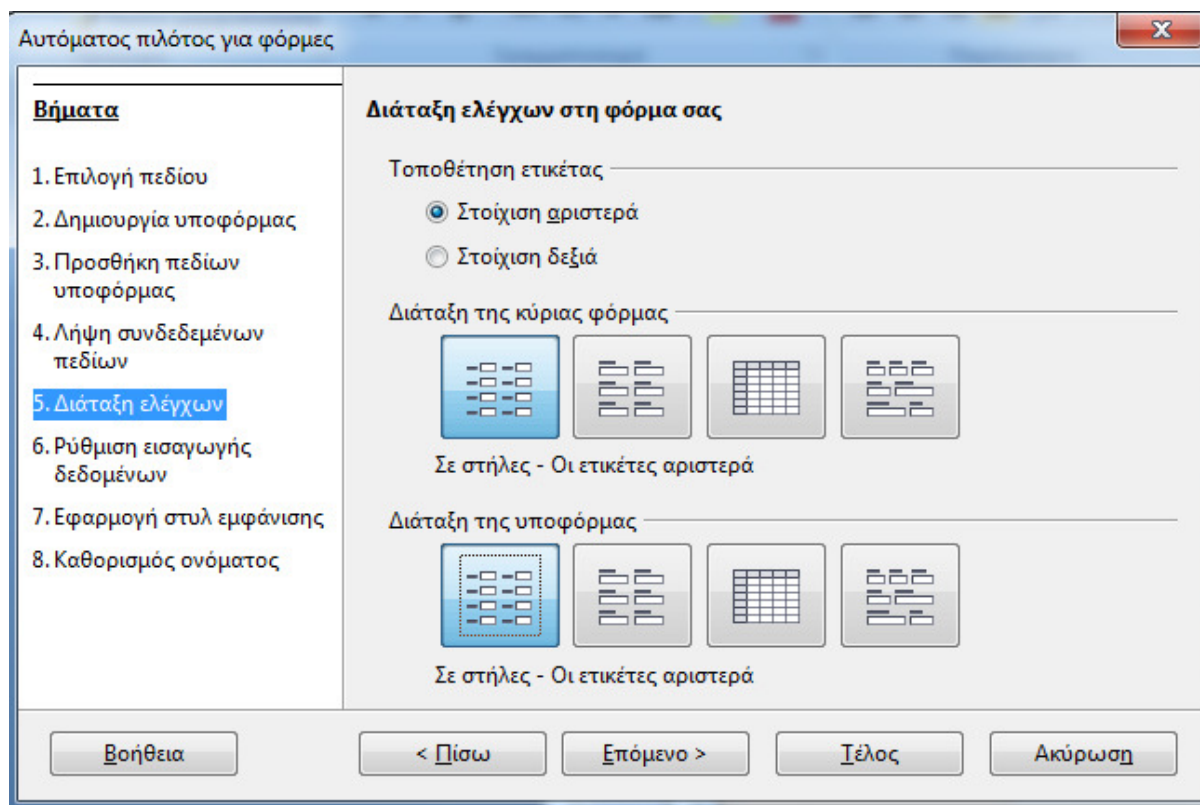 Αυτόματος πιλότος για φόρμες
Βήματα
1. Επιλογή πεδίου
2. Δημιουργία υποφόρμας
3. Προσθήκη πεδίων
υποφόρμας
4. Λήψη συνδεδεμένων
πεδίων
5. Διάταξη ελέγχων
6. Ρύθμιση εισαγωγής
δεδομένων
7. Εφαρμογή στυλ εμφάνισης
8. Καθορισμός ονόματος
Διάταξη ελέγχων στη φόρμα σας
Τοποθέτηση ετικέτας
Στοίχιση αριστερά
Στοίχιση δεξιά
Διάταξη της κύριας φόρμας
Σε στήλες - Οι ετικέτες αριστερά
Διάταξη της υποφόρμας
Σε στήλες - Οι ετικέτες αριστερά
Βοήθεια
< Πίσω
Επόμενο >
Τέλος
Ακύρωση